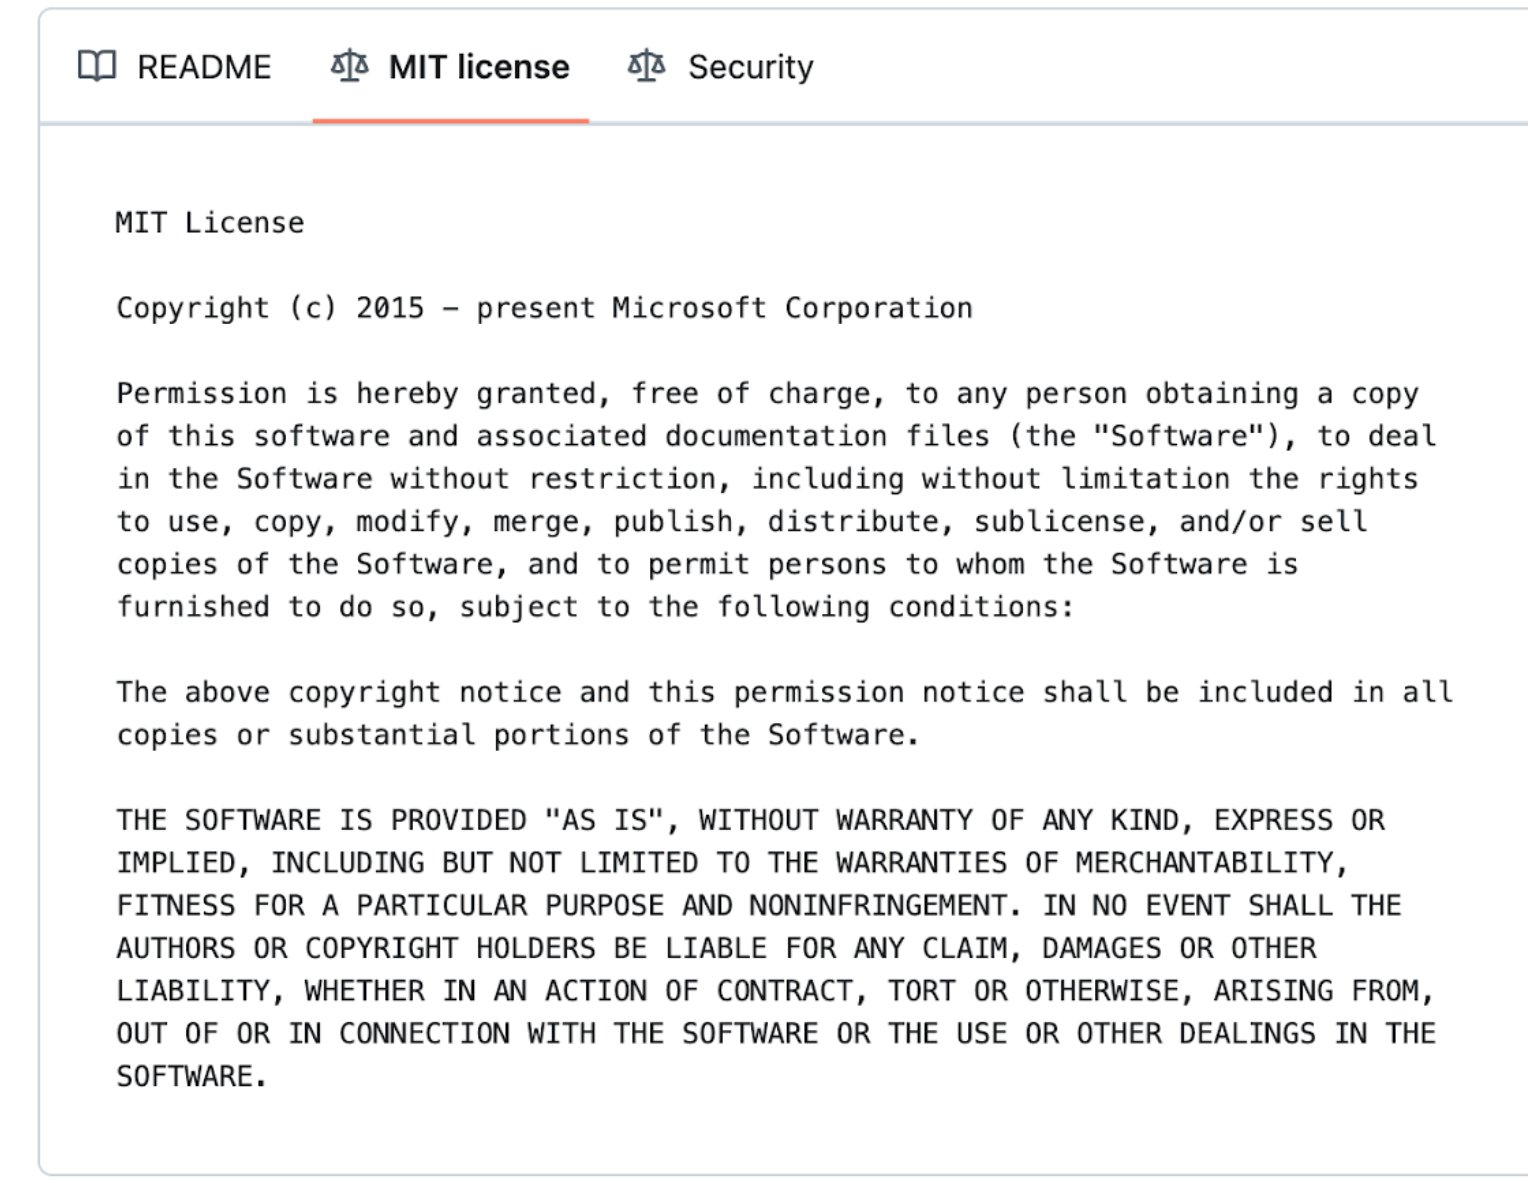 README MIT license Security
MIT License
Copyright (c) 2015 – present Microsoft Corporation
Permission is hereby granted, free of charge, to any person obtaining a copy
of this software and associated documentation files (the "Software"), to deal
in the Software without restriction, including without limitation the rights
to use, copy, modify, merge, publish, distribute, sublicense, and/or sell
copies of the Software, and to permit persons to whom the Software is
furnished to do so, subject to the following conditions:
The above copyright notice and this permission notice shall be included in all
copies or substantial portions of the Software.
THE SOFTWARE IS PROVIDED "AS IS", WITHOUT WARRANTY OF ANY KIND, EXPRESS OR
IMPLIED, INCLUDING BUT NOT LIMITED TO THE WARRANTIES OF MERCHANTABILITY,
FITNESS FOR A PARTICULAR PURPOSE AND NONINFRINGEMENT. IN NO EVENT SHALL THE
AUTHORS OR COPYRIGHT HOLDERS BE LIABLE FOR ANY CLAIM, DAMAGES OR OTHER
LIABILITY, WHETHER IN AN ACTION OF CONTRACT, TORT OR OTHERWISE, ARISING FROM,
OUT OF OR IN CONNECTION WITH THE SOFTWARE OR THE USE OR OTHER DEALINGS IN THE
SOFTWARE.